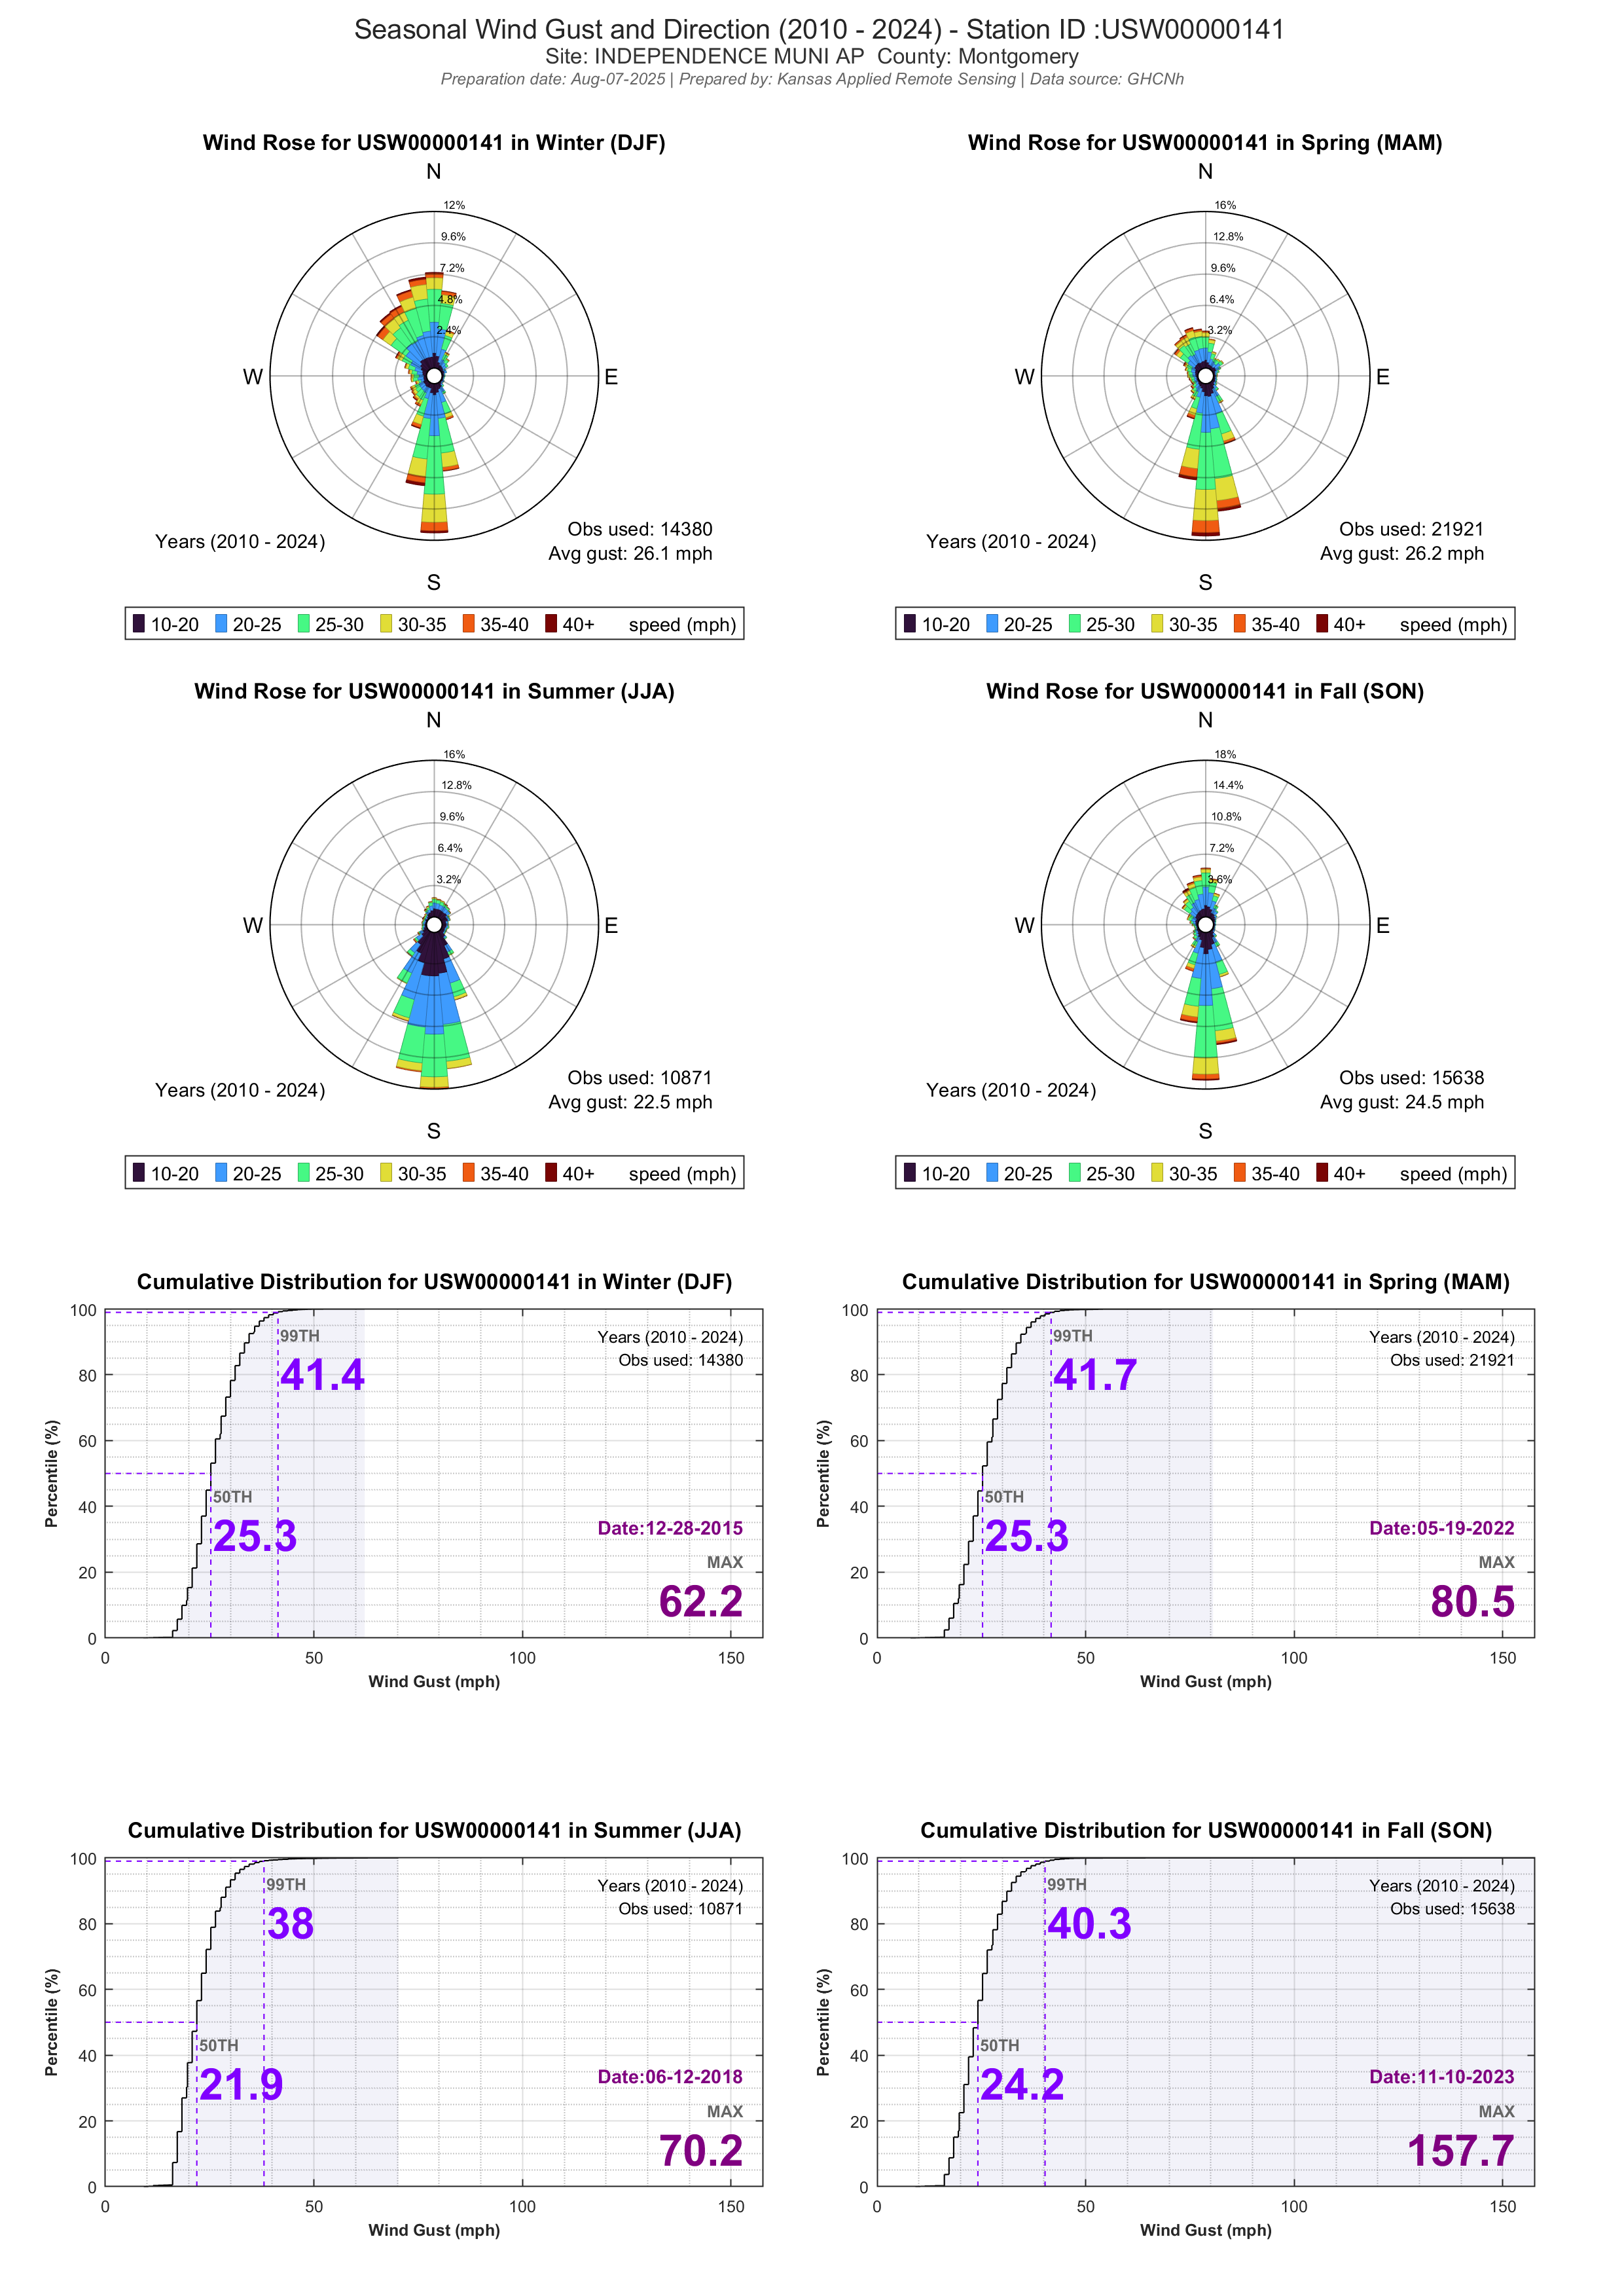 Seasonal Wind Gust and Direction (2010 - 2024) - Station ID :USW00000141
Site: INDEPENDENCE MUNI AP  County: Montgomery
Preparation date: Aug-07-2025 | Prepared by: Kansas Applied Remote Sensing | Data source: GHCNh
Wind Rose for USW00000141 in Winter (DJF)
N
12%
9.6%
7.2%
4.8%
2.4%
W
E
Years (2010 - 2024)
Obs used: 14380
Avg gust: 26.1 mph
S
10-20 20-25 25-30 30-35 35-40 40+ speed (mph)
Wind Rose for USW00000141 in Spring (MAM)
N
16%
12.8%
9.6%
6.4%
3.2%
W
E
Years (2010 - 2024)
Obs used: 21921
Avg gust: 26.2 mph
S
10-20 20-25 25-30 30-35 35-40 40+ speed (mph)
Wind Rose for USW00000141 in Summer (JJA)
N
16%
12.8%
9.6%
6.4%
3.2%
W
E
Years (2010 - 2024)
Obs used: 10871
Avg gust: 22.5 mph
S
10-20 20-25 25-30 30-35 35-40 40+ speed (mph)
Wind Rose for USW00000141 in Fall (SON)
N
18%
14.4%
10.8%
7.2%
3.6%
W
E
Years (2010 - 2024)
Obs used: 15638
Avg gust: 24.5 mph
S
10-20 20-25 25-30 30-35 35-40 40+ speed (mph)
Cumulative Distribution for USW00000141 in Winter (DJF)
Percentile (%)
100
80
60
40
20
0
99TH
41.4
Years (2010 - 2024)
Obs used: 14380
50TH
25.3
Date:12-28-2015
MAX
62.2
0 50 100 150
Wind Gust (mph)
Cumulative Distribution for USW00000141 in Spring (MAM)
Percentile (%)
100
80
60
40
20
0
99TH
41.7
Years (2010 - 2024)
Obs used: 21921
50TH
25.3
Date:05-19-2022
MAX
80.5
0 50 100 150
Wind Gust (mph)
Cumulative Distribution for USW00000141 in Summer (JJA)
Percentile (%)
100
80
60
40
20
0
99TH
38
Years (2010 - 2024)
Obs used: 10871
50TH
21.9
Date:06-12-2018
MAX
70.2
0 50 100 150
Wind Gust (mph)
Cumulative Distribution for USW00000141 in Fall (SON)
Percentile (%)
100
80
60
40
20
0
99TH
40.3
Years (2010 - 2024)
Obs used: 15638
50TH
24.2
Date:11-10-2023
MAX
157.7
0 50 100 150
Wind Gust (mph)